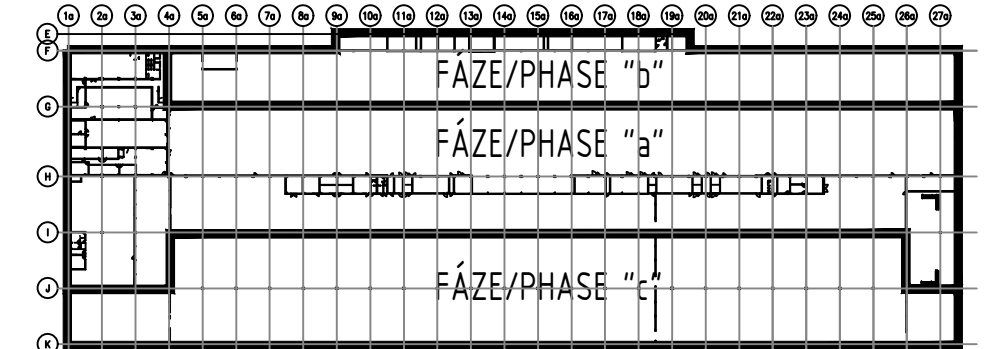 1a 2a 3a 4a 5a 6a 7a 8a 9a 10a 11a 12a 13a 14a 15a 16a 17a 18a 19a 20a 21a 22a 23a 24a 25a 26a 27a
E
F
FÁZE/PHASE "b"
G
FÁZE/PHASE "a"
H
I
FÁZE/PHASE "c"
J
K